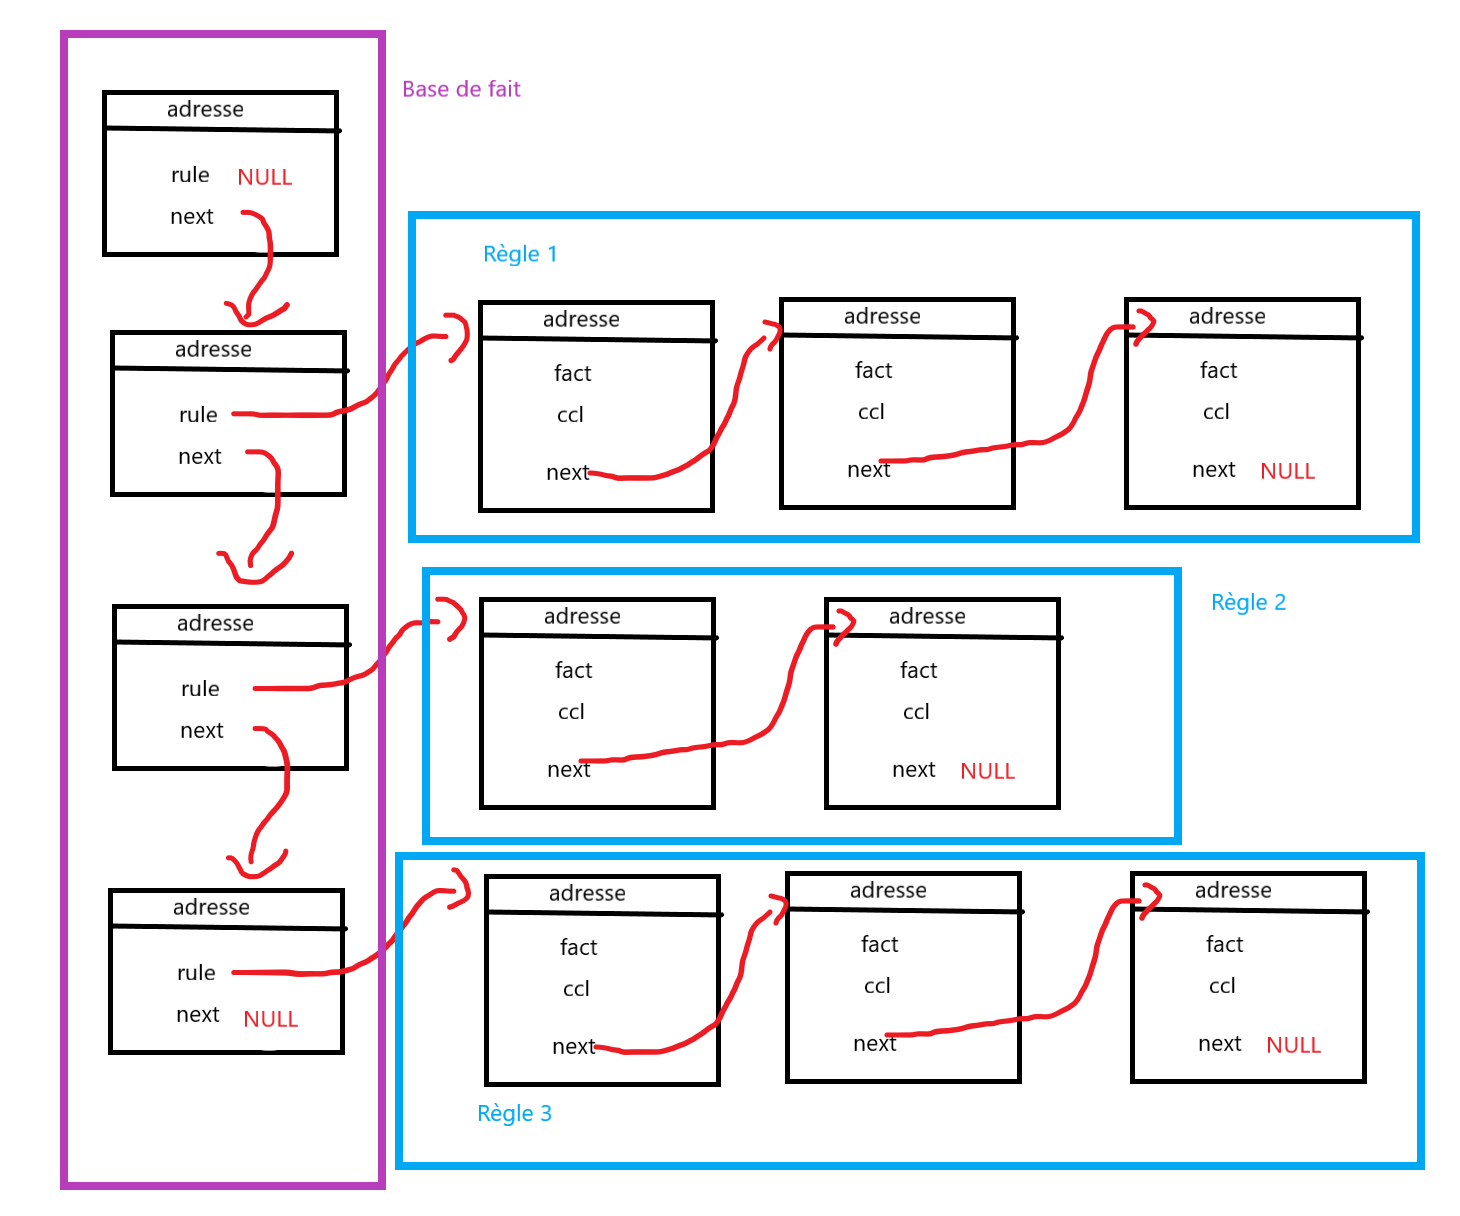 Base de fait
adresse
rule NULL
next
adresse
rule
next
adresse
rule
next
adresse
rule
next NULL
Règle 1
adresse
fact
ccl
next
adresse
fact
ccl
next
adresse
fact
ccl
next NULL
Règle 2
adresse
fact
ccl
next
adresse
fact
ccl
next NULL
adresse
fact
ccl
next
adresse
fact
ccl
next
adresse
fact
ccl
next NULL
Règle 3